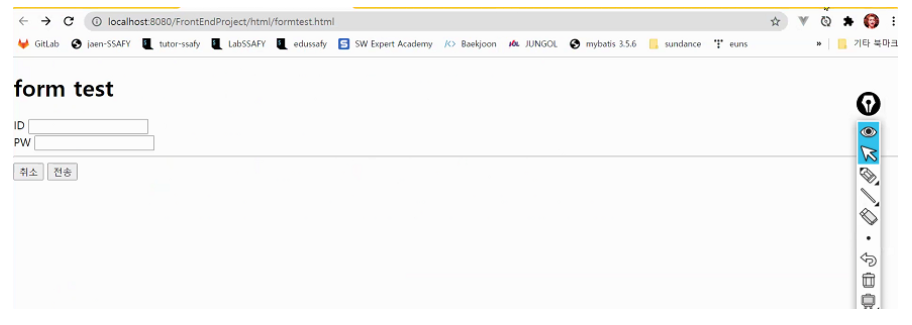 localhost:8080/FrontEndProject/html/formtest.html
GitLab jaen-SSAFY tutor-ssafy LabSSAFY edussafy SW Expert Academy Baekjoon JUNGOL mybatis 3.5.6 sundance euns » 기타 북마크
form test
ID
PW
취소 전송